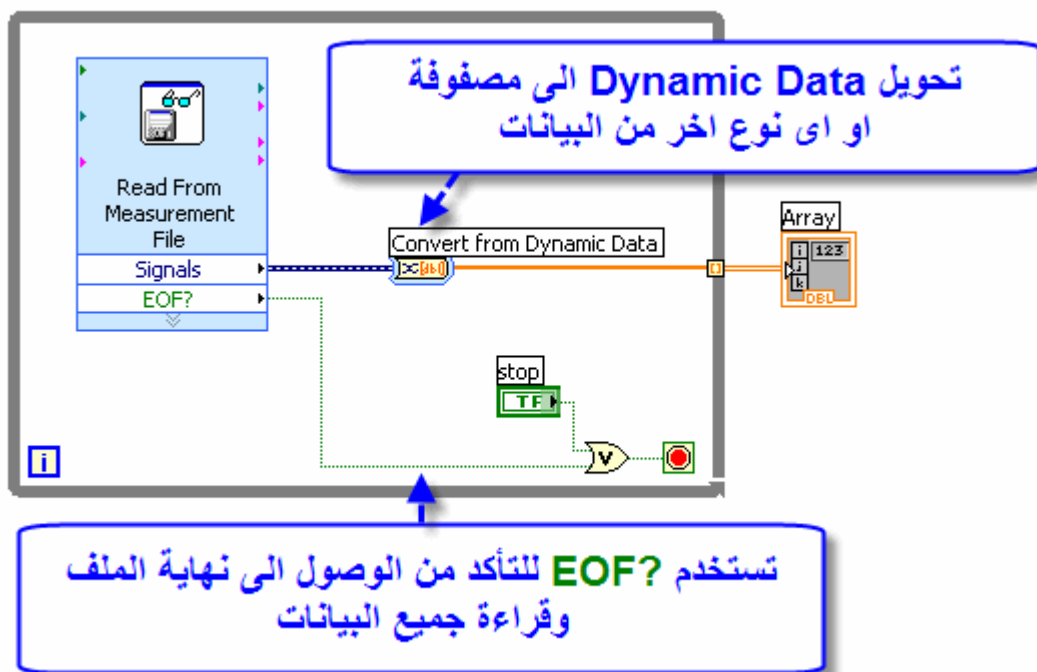 تحويل Dynamic Data الى مصفوفة
او اى نوع اخر من البيانات
Read From
Measurement
File
Signals
EOF?
Convert from Dynamic Data
[ab]
Array
i
j
k
123
DBL
stop
TF
V
i
تستخدم EOF? للتأكد من الوصول الى نهاية الملف
وقراءة جميع البيانات